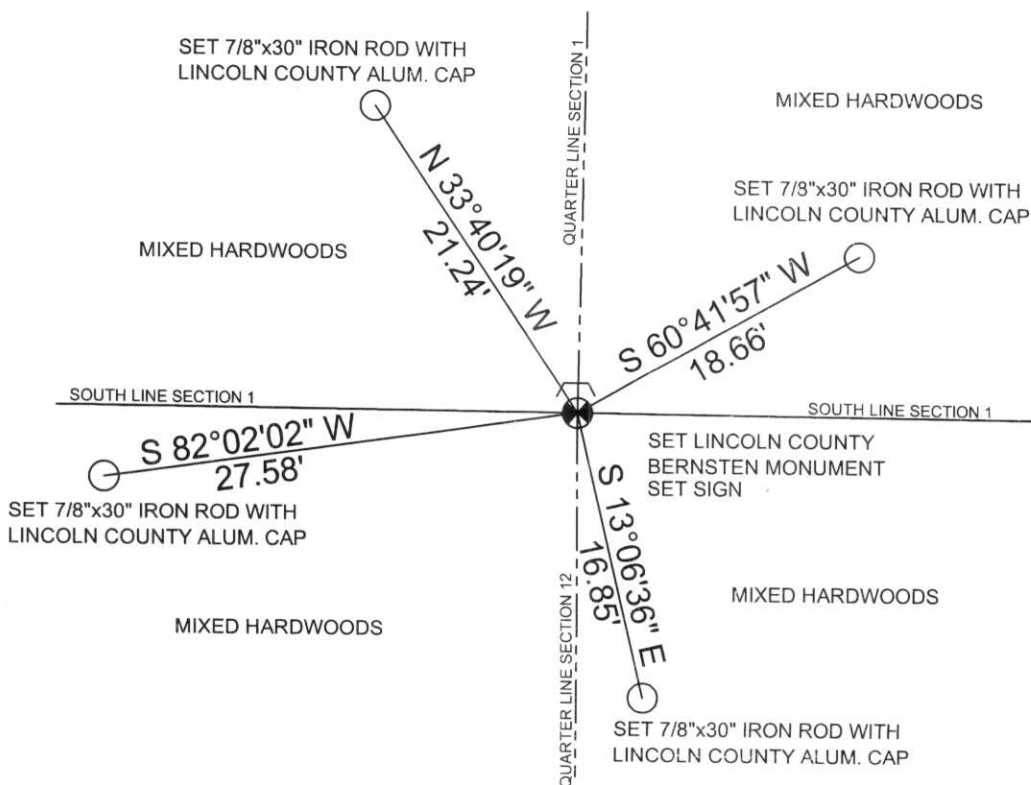 SET 7/8"x30" IRON ROD WITH
LINCOLN COUNTY ALUM. CAP
QUARTER LINE SECTION 1
MIXED HARDWOODS
SET 7/8"x30" IRON ROD WITH
LINCOLN COUNTY ALUM. CAP
MIXED HARDWOODS
N 33°40'19" W
21.24'
S 60°41'57" W
18.66'
SOUTH LINE SECTION 1
SOUTH LINE SECTION 1
S 82°02'02" W
27.58'
SET LINCOLN COUNTY
BERNSTEN MONUMENT
SET SIGN
SET 7/8"x30" IRON ROD WITH
LINCOLN COUNTY ALUM. CAP
S 13°06'36" E
16.85'
MIXED HARDWOODS
MIXED HARDWOODS
QUARTER LINE SECTION 12
SET 7/8"x30" IRON ROD WITH
LINCOLN COUNTY ALUM. CAP